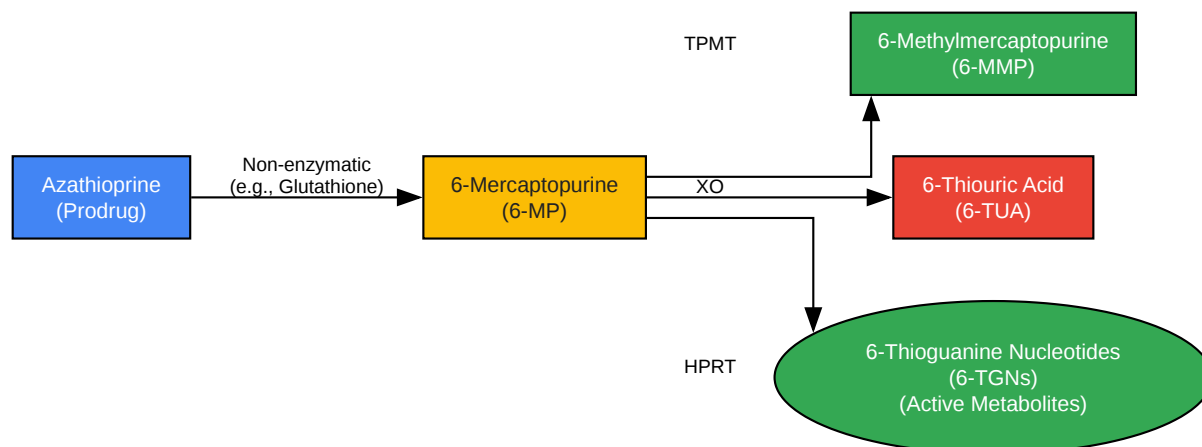 TPMT
6-Methylmercaptopurine
(6-MMP)
Azathioprine
(Prodrug)
Non-enzymatic
(e.g., Glutathione)
6-Mercaptopurine
(6-MP)
XO
6-Thiouric Acid
(6-TUA)
HPRT
6-Thioguanine Nucleotides
(6-TGNs)
(Active Metabolites)